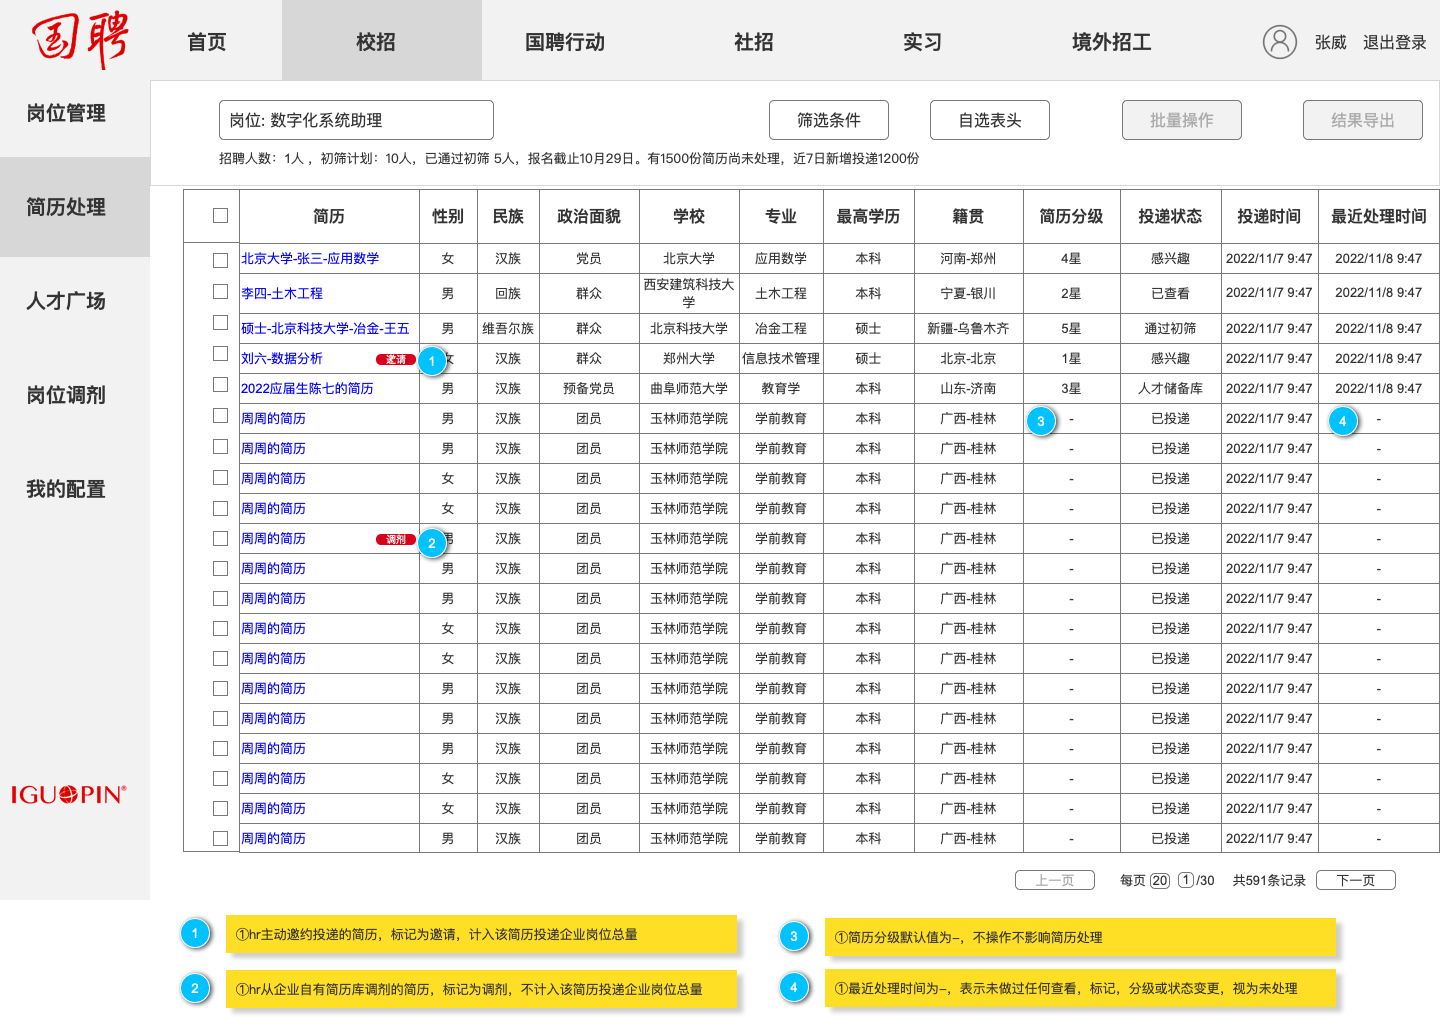 国聘 首页 校招 国聘行动 社招 实习 境外招工 张威 退出登录
岗位管理
简历处理
人才广场
岗位调剂
我的配置
IGUOPIN®
岗位: 数字化系统助理 筛选条件 自选表头 批量操作 结果导出
招聘人数：1人 ，初筛计划：10人，已通过初筛 5人，报名截止10月29日。有1500份简历尚未处理，近7日新增投递1200份
简历 性别 民族 政治面貌 学校 专业 最高学历 籍贯 简历分级 投递状态 投递时间 最近处理时间
北京大学-张三-应用数学 女 汉族 党员 北京大学 应用数学 本科 河南-郑州 4星 感兴趣 2022/11/7 9:47 2022/11/8 9:47
李四-土木工程 男 回族 群众 西安建筑科技大学 土木工程 本科 宁夏-银川 2星 已查看 2022/11/7 9:47 2022/11/8 9:47
硕士-北京科技大学-冶金-王五 男 维吾尔族 群众 北京科技大学 冶金工程 硕士 新疆-乌鲁木齐 5星 通过初筛 2022/11/7 9:47 2022/11/8 9:47
刘六-数据分析 邀请 1 女 汉族 群众 郑州大学 信息技术管理 硕士 北京-北京 1星 感兴趣 2022/11/7 9:47 2022/11/8 9:47
2022应届生陈七的简历 男 汉族 预备党员 曲阜师范大学 教育学 本科 山东-济南 3星 人才储备库 2022/11/7 9:47 2022/11/8 9:47
周周的简历 男 汉族 团员 玉林师范学院 学前教育 本科 广西-桂林 3 - 已投递 2022/11/7 9:47 4 -
周周的简历 男 汉族 团员 玉林师范学院 学前教育 本科 广西-桂林 - 已投递 2022/11/7 9:47 -
周周的简历 女 汉族 团员 玉林师范学院 学前教育 本科 广西-桂林 - 已投递 2022/11/7 9:47 -
周周的简历 女 汉族 团员 玉林师范学院 学前教育 本科 广西-桂林 - 已投递 2022/11/7 9:47 -
周周的简历 调剂 2 男 汉族 团员 玉林师范学院 学前教育 本科 广西-桂林 - 已投递 2022/11/7 9:47 -
周周的简历 男 汉族 团员 玉林师范学院 学前教育 本科 广西-桂林 - 已投递 2022/11/7 9:47 -
周周的简历 男 汉族 团员 玉林师范学院 学前教育 本科 广西-桂林 - 已投递 2022/11/7 9:47 -
周周的简历 女 汉族 团员 玉林师范学院 学前教育 本科 广西-桂林 - 已投递 2022/11/7 9:47 -
周周的简历 女 汉族 团员 玉林师范学院 学前教育 本科 广西-桂林 - 已投递 2022/11/7 9:47 -
周周的简历 男 汉族 团员 玉林师范学院 学前教育 本科 广西-桂林 - 已投递 2022/11/7 9:47 -
周周的简历 男 汉族 团员 玉林师范学院 学前教育 本科 广西-桂林 - 已投递 2022/11/7 9:47 -
周周的简历 男 汉族 团员 玉林师范学院 学前教育 本科 广西-桂林 - 已投递 2022/11/7 9:47 -
周周的简历 女 汉族 团员 玉林师范学院 学前教育 本科 广西-桂林 - 已投递 2022/11/7 9:47 -
周周的简历 女 汉族 团员 玉林师范学院 学前教育 本科 广西-桂林 - 已投递 2022/11/7 9:47 -
周周的简历 男 汉族 团员 玉林师范学院 学前教育 本科 广西-桂林 - 已投递 2022/11/7 9:47 -
上一页 每页 20 1 /30 共591条记录 下一页
1 ①hr主动邀约投递的简历，标记为邀请，计入该简历投递企业岗位总量
2 ①hr从企业自有简历库调剂的简历，标记为调剂，不计入该简历投递企业岗位总量
3 ①简历分级默认值为–，不操作不影响简历处理
4 ①最近处理时间为–，表示未做过任何查看，标记，分级或状态变更，视为未处理